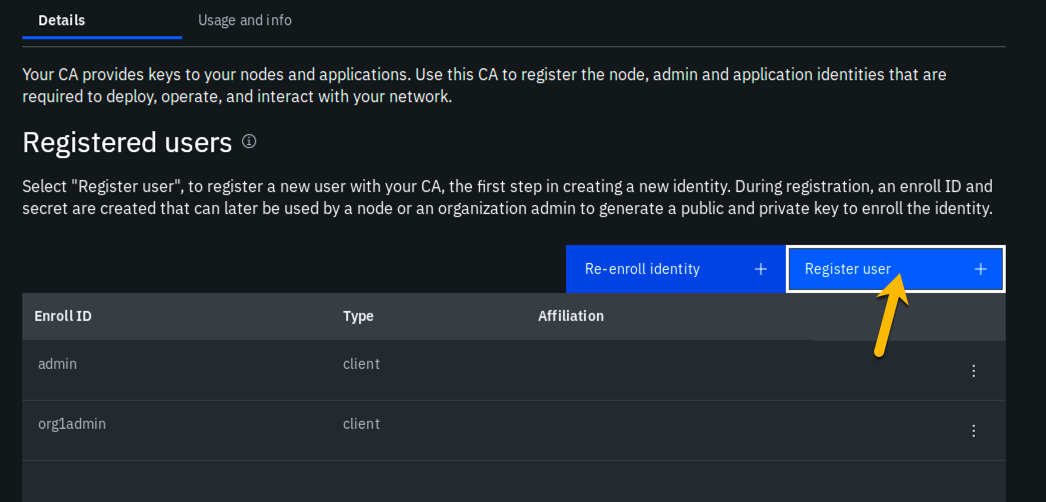 Details
Usage and info
Your CA provides keys to your nodes and applications. Use this CA to register the node, admin and application identities that are
required to deploy, operate, and interact with your network.
Registered users
Select "Register user", to register a new user with your CA, the first step in creating a new identity. During registration, an enroll ID and
secret are created that can later be used by a node or an organization admin to generate a public and private key to enroll the identity.
Re-enroll identity +
Register user +
Enroll ID Type Affiliation
admin client
org1admin client